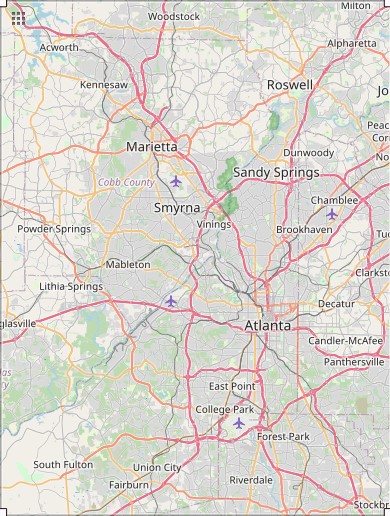 Milton
Woodstock
Acworth
Alpharetta
Kennesaw
Roswell
Jo
Peac
Cor
Marietta
Dunwoody
No
Sandy Springs
Cobb County
Chamblee
Smyrna
Vinings
Powder Springs
Brookhaven
Tuc
Mableton
Clarksto
Lithia Springs
Decatur
glasville
Atlanta
Candler-McAfee
Panthersville
las
ty
East Point
College Park
Forest Park
South Fulton
Union City
Fairburn
Riverdale
Stockbr